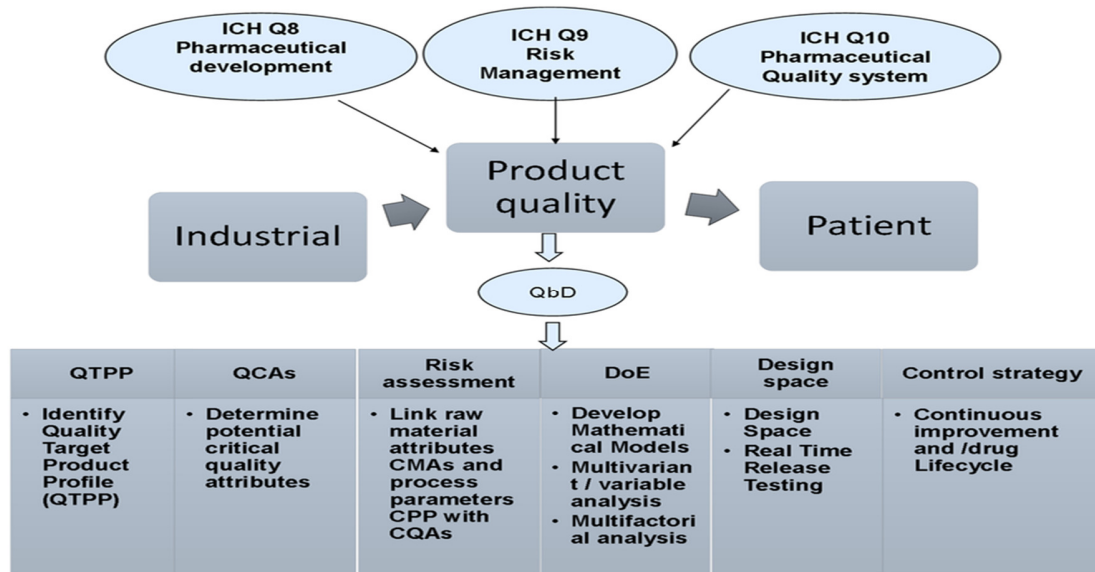 ICH Q8
Pharmaceutical
development
ICH Q9
Risk
Management
ICH Q10
Pharmaceutical
Quality system
Product
quality
Industrial
Patient
QbD
QTPP
QCAs
Risk
assessment
DoE
Design
space
Control strategy
• Identify
Quality
Target
Product
Profile
(QTPP)
• Determine
potential
critical
quality
attributes
• Link raw
material
attributes
CMAs and
process
parameters
CPP with
CQAs
• Develop
Mathemati
cal Models
• Multivarian
t / variable
analysis
• Multifactori
al analysis
• Design
Space
• Real Time
Release
Testing
• Continuous
improvement
and /drug
Lifecycle